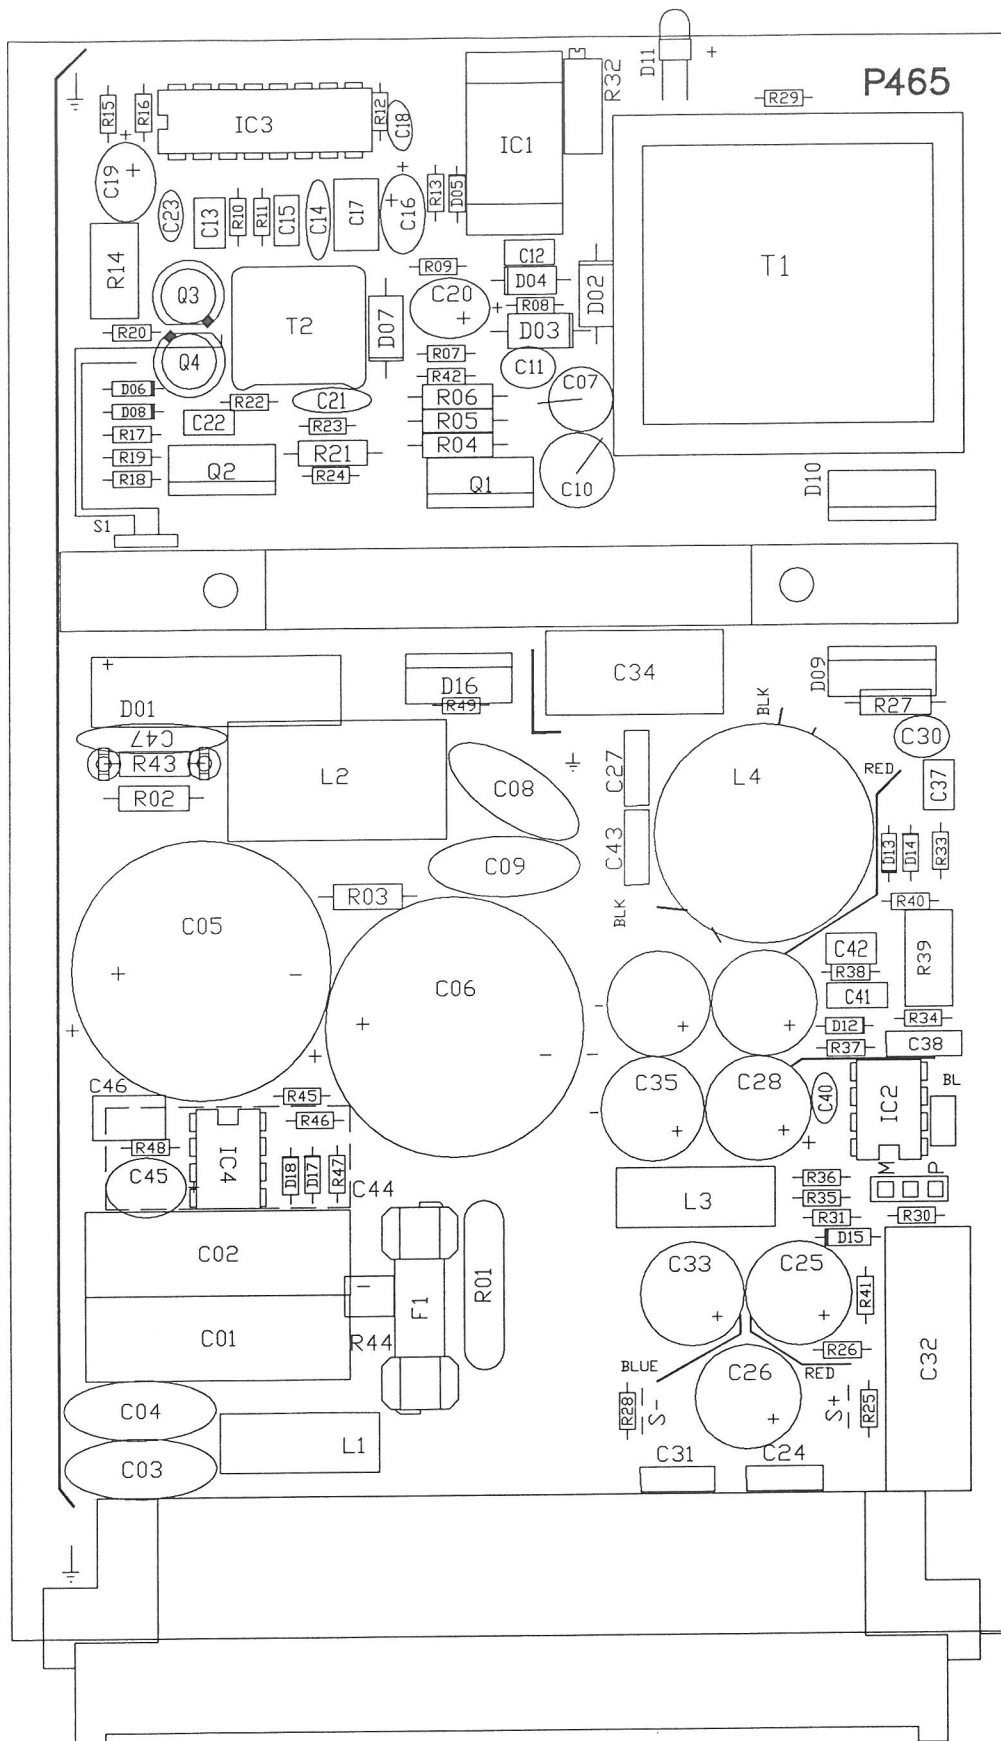 D11 +
P465
R32
R29
R15
R16
IC3
R12
C18
IC1
C19 +
C23
C13
R10
R11
C15
C14
C17
C16 +
R13
D05
R14
Q3
T2
D07
R09
C20 +
C12
D04
R08
D03
D02
T1
R20
Q4
R07
C11
D06
R22
C21
R42
C07
D08
C22
R23
R06
R05
R17
R04
R19
Q2
R21
R18
R24
Q1
C10
D10
S1
D01 +
D16
R49
C34
D09
R27
BLK
C30
C47
R43
L2
C08
C27
L4
RED
C37
R02
C43
D13
D14
R33
C09
R03
BLK
R40
C05
+ -
C06
+ -
C42
R38
R39
C41
D12
R34
R37
C38
C46
R45
R46
C35 +
C28 +
C40
IC2
BL
R48
IC4
D18
D17
R47
C45
C44
M P
R36
R35
L3
R31
R30
C02
D15
C01
R44
F1
R01
C33 +
C25 +
R41
BLUE
C26 +
RED
R26
C32
R28
S-
S+
R25
C04
C03
L1
C31
C24